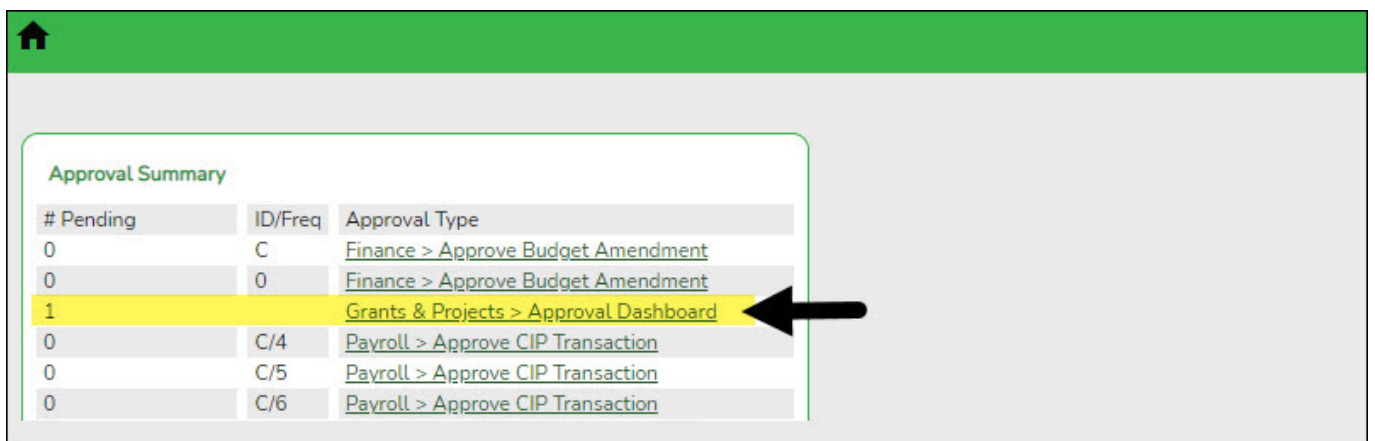 Approval Summary
# Pending ID/Freq Approval Type
0 C Finance > Approve Budget Amendment
0 0 Finance > Approve Budget Amendment
1 Grants & Projects > Approval Dashboard
0 C/4 Payroll > Approve CIP Transaction
0 C/5 Payroll > Approve CIP Transaction
0 C/6 Payroll > Approve CIP Transaction